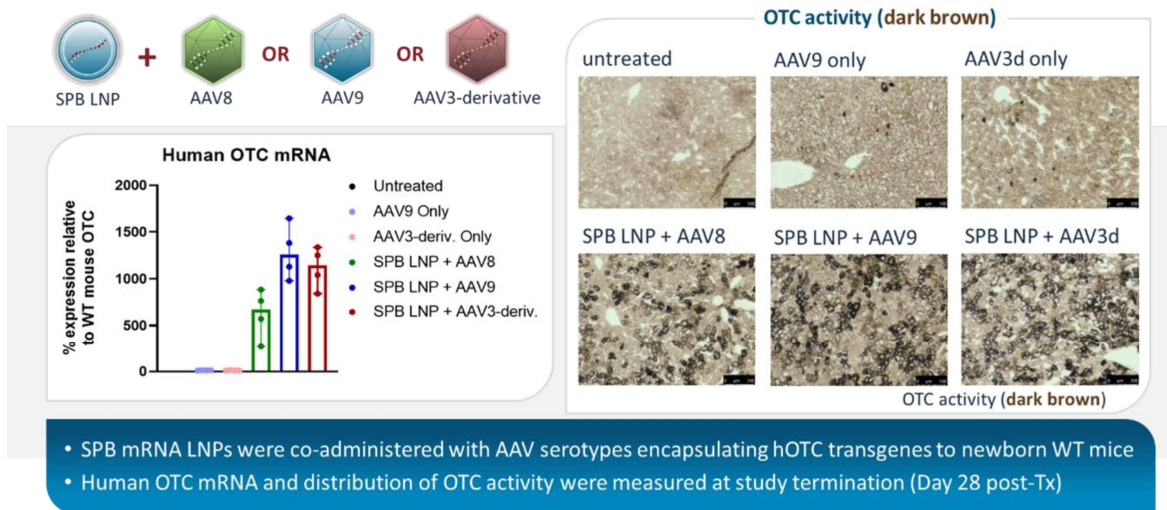 SPB LNP
+
AAV8
OR
AAV9
OR
AAV3-derivative
Human OTC mRNA
% expression relative
to WT mouse OTC
2000
1500
1000
500
0
Untreated
AAV9 Only
AAV3-deriv. Only
SPB LNP + AAV8
SPB LNP + AAV9
SPB LNP + AAV3-deriv.
OTC activity (dark brown)
untreated
AAV9 only
AAV3d only
SPB LNP + AAV8
SPB LNP + AAV9
SPB LNP + AAV3d
OTC activity (dark brown)
• SPB mRNA LNPs were co-administered with AAV serotypes encapsulating hOTC transgenes to newborn WT mice
• Human OTC mRNA and distribution of OTC activity were measured at study termination (Day 28 post-Tx)